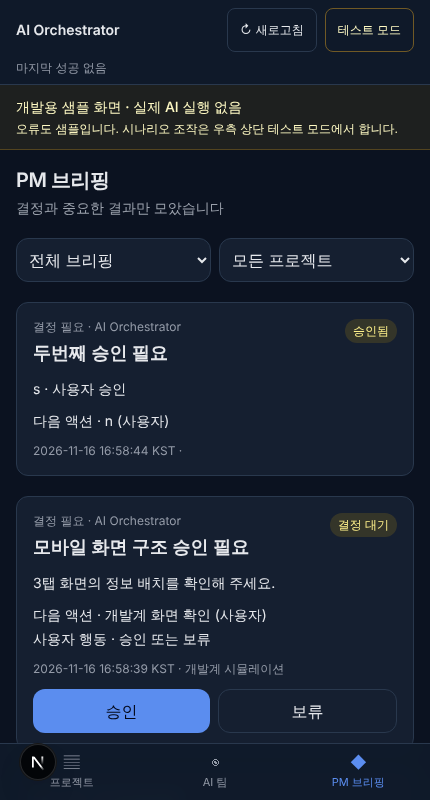 AI Orchestrator
↻ 새로고침
테스트 모드
마지막 성공 없음
개발용 샘플 화면 · 실제 AI 실행 없음
오류도 샘플입니다. 시나리오 조작은 우측 상단 테스트 모드에서 합니다.
PM 브리핑
결정과 중요한 결과만 모았습니다
전체 브리핑
모든 프로젝트
결정 필요 · AI Orchestrator
승인됨
두번째 승인 필요
s · 사용자 승인
다음 액션 · n (사용자)
2026-11-16 16:58:44 KST ·
결정 필요 · AI Orchestrator
결정 대기
모바일 화면 구조 승인 필요
3탭 화면의 정보 배치를 확인해 주세요.
다음 액션 · 개발계 화면 확인 (사용자)
사용자 행동 · 승인 또는 보류
2026-11-16 16:58:39 KST · 개발계 시뮬레이션
승인
보류
N
프로젝트
AI 팀
PM 브리핑